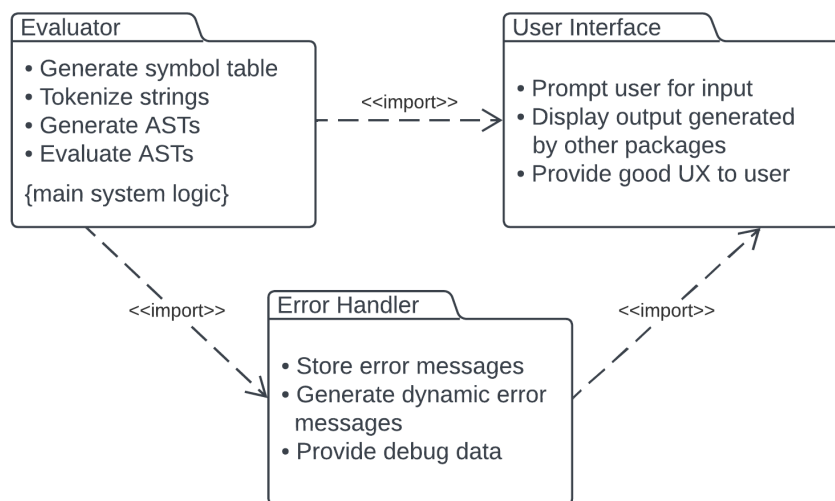 Evaluator
• Generate symbol table
• Tokenize strings
• Generate ASTs
• Evaluate ASTs
{main system logic}
<<import>>
User Interface
• Prompt user for input
• Display output generated
by other packages
• Provide good UX to user
<<import>>
<<import>>
Error Handler
• Store error messages
• Generate dynamic error
messages
• Provide debug data